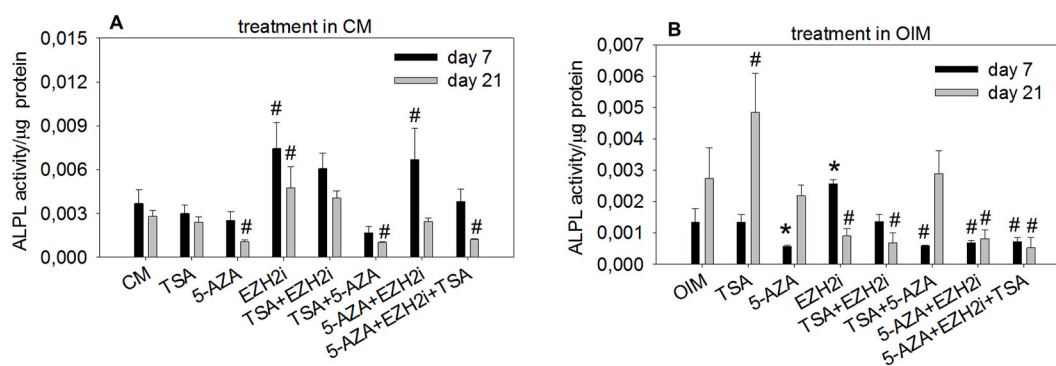 A
treatment in CM
ALPL activity/µg protein
0,015
0,012
0,009
0,006
0,003
0,000
day 7
day 21
#
#
#
#
#
#
CM
TSA
5-AZA
EZH2i
TSA+EZH2i
TSA+5-AZA
5-AZA+EZH2i
5-AZA+EZH2i+TSA
B
treatment in OIM
ALPL activity/µg protein
0,007
0,006
0,005
0,004
0,003
0,002
0,001
0,000
day 7
day 21
#
*
*
#
#
#
#
#
#
#
OIM
TSA
5-AZA
EZH2i
TSA+EZH2i
TSA+5-AZA
5-AZA+EZH2i
5-AZA+EZH2i+TSA